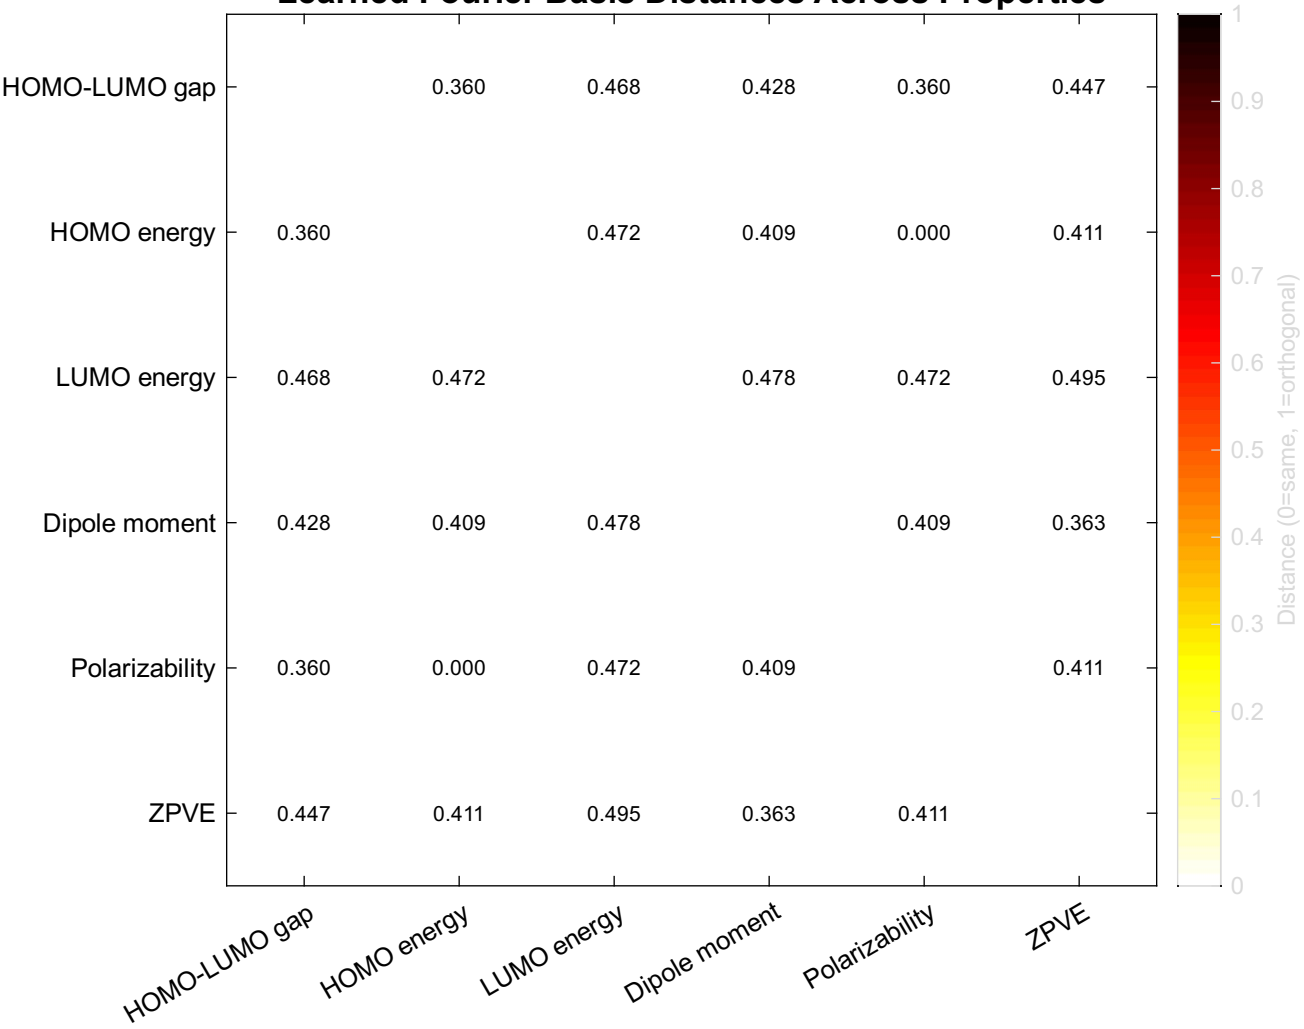 Learned Fourier Basis Distances Across Properties
HOMO-LUMO gap 0.360 0.468 0.428 0.360 0.447
HOMO energy 0.360 0.472 0.409 0.000 0.411
LUMO energy 0.468 0.472 0.478 0.472 0.495
Dipole moment 0.428 0.409 0.478 0.409 0.363
Polarizability 0.360 0.000 0.472 0.409 0.411
ZPVE 0.447 0.411 0.495 0.363 0.411
HOMO-LUMO gap HOMO energy LUMO energy Dipole moment Polarizability ZPVE
1
0.9
0.8
0.7
0.6
0.5
0.4
0.3
0.2
0.1
0
Distance (0=same, 1=orthogonal)